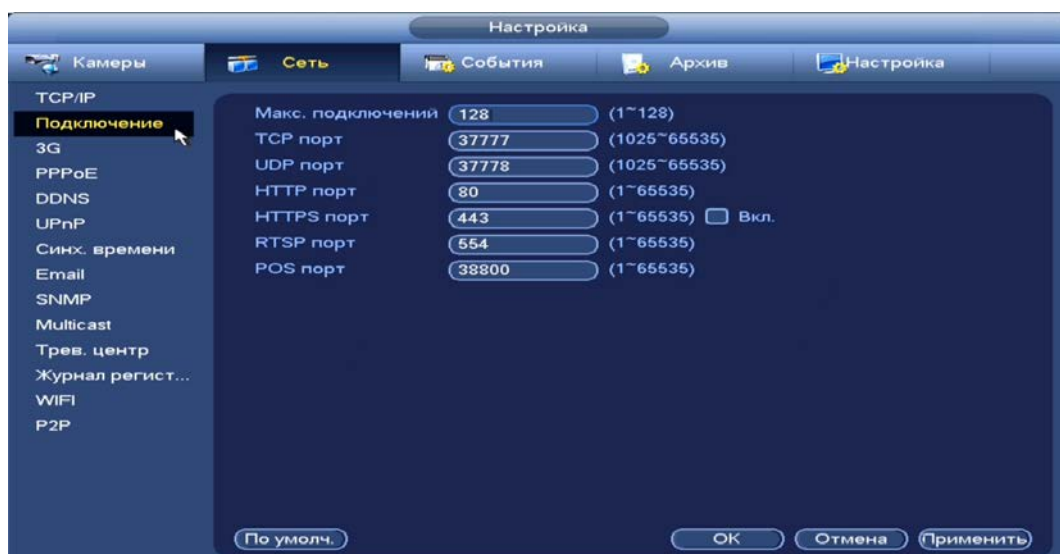 Настройка
Камеры Сеть События Архив Настройка
TCP/IP
Подключение
3G
PPPoE
DDNS
UPnP
Синх. времени
Email
SNMP
Multicast
Трев. центр
Журнал регист...
WIFI
P2P
Макс. подключений 128 (1~128)
TCP порт 37777 (1025~65535)
UDP порт 37778 (1025~65535)
HTTP порт 80 (1~65535)
HTTPS порт 443 (1~65535) Вкл.
RTSP порт 554 (1~65535)
POS порт 38800 (1~65535)
По умолч. OK Отмена Применить